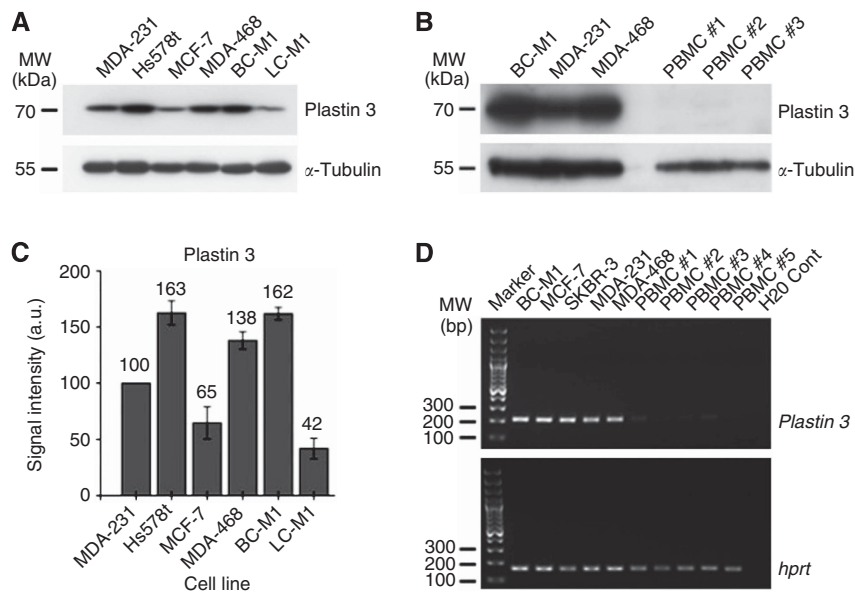 A
MW
(kDa)
MDA-231
Hs578t
MCF-7
MDA-468
BC-M1
LC-M1
70
Plastin 3
55
α-Tubulin
B
MW
(kDa)
BC-M1
MDA-231
MDA-468
PBMC #1
PBMC #2
PBMC #3
70
Plastin 3
55
α-Tubulin
C
Plastin 3
Signal intensity (a.u.)
200
150
100
50
0
100
163
65
138
162
42
MDA-231
Hs578t
MCF-7
MDA-468
BC-M1
LC-M1
Cell line
D
MW
(bp)
Marker
BC-M1
MCF-7
SKBR-3
MDA-231
MDA-468
PBMC #1
PBMC #2
PBMC #3
PBMC #4
PBMC #5
H20 Cont
300
200
100
Plastin 3
300
200
100
hprt